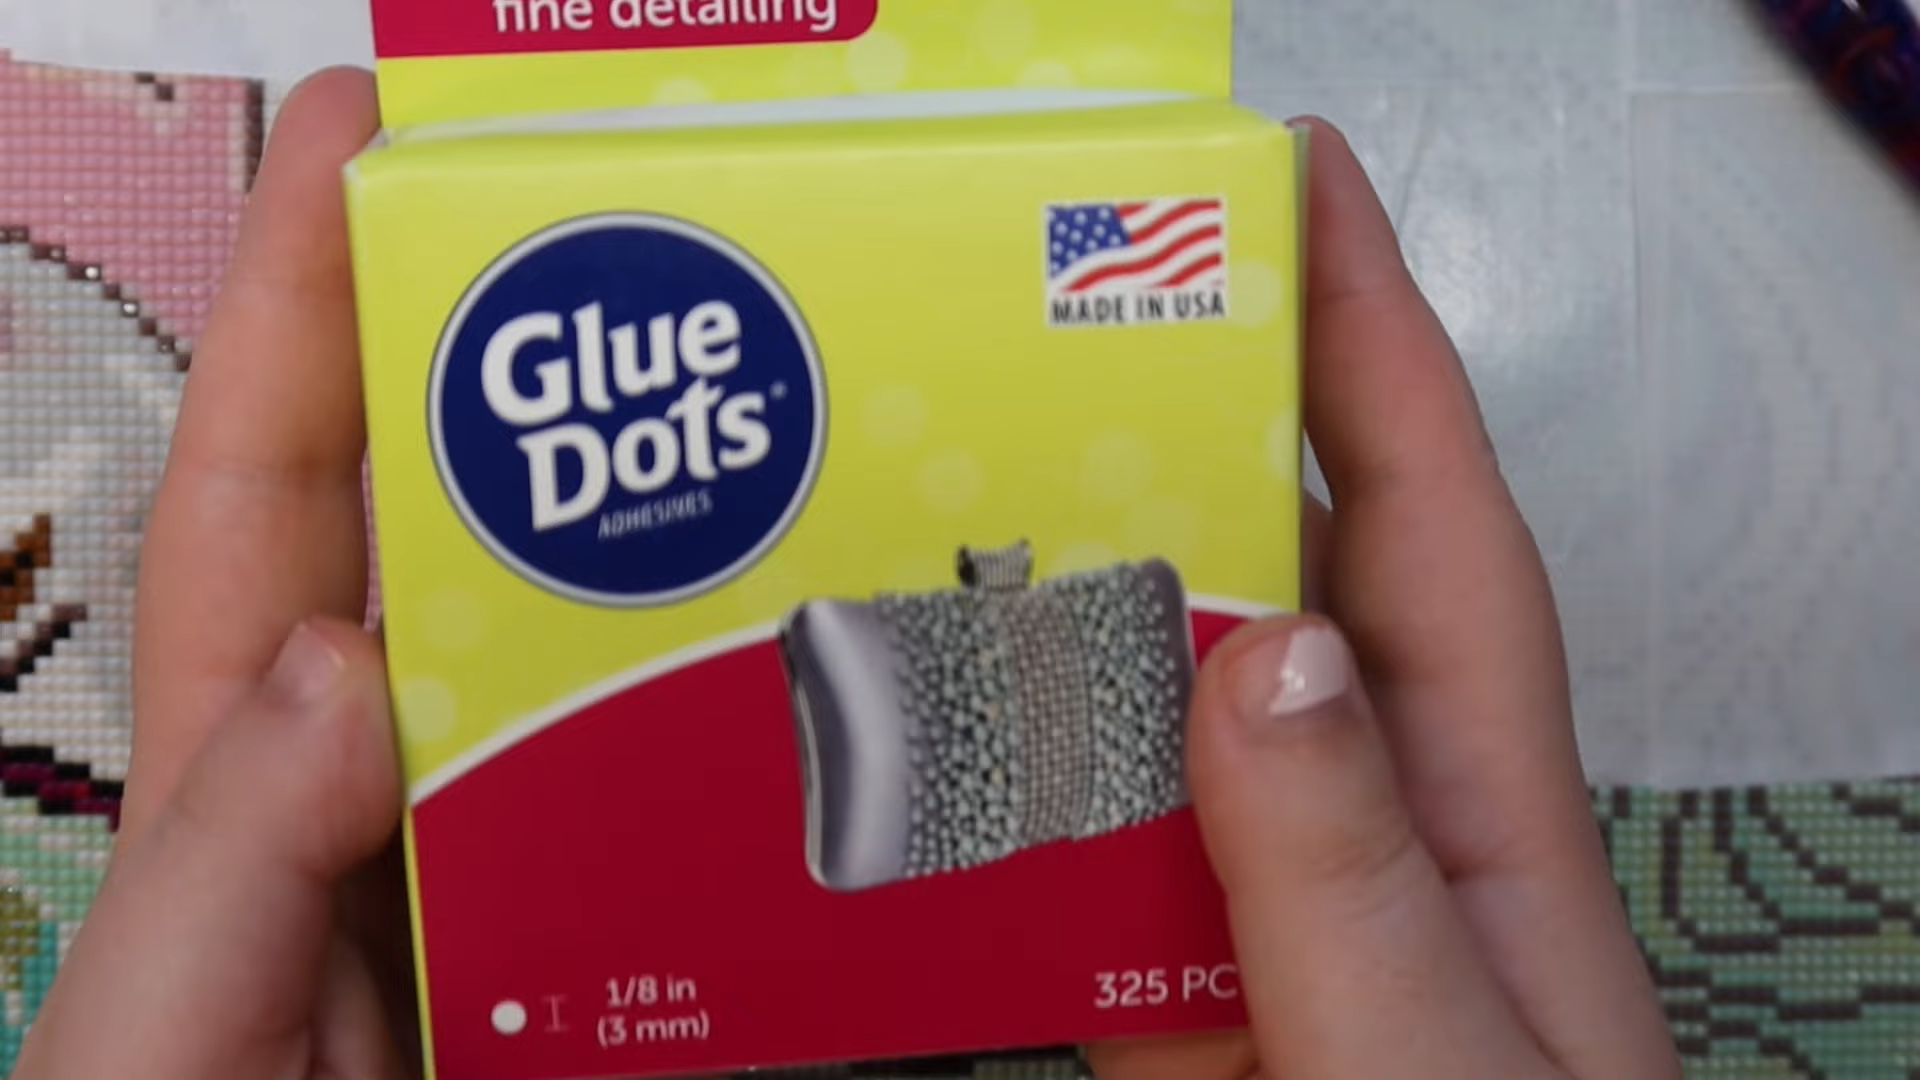 fine detailing
MADE IN USA
Glue
Dots®
ADHESIVES
1/8 in
(3 mm)
325 PC